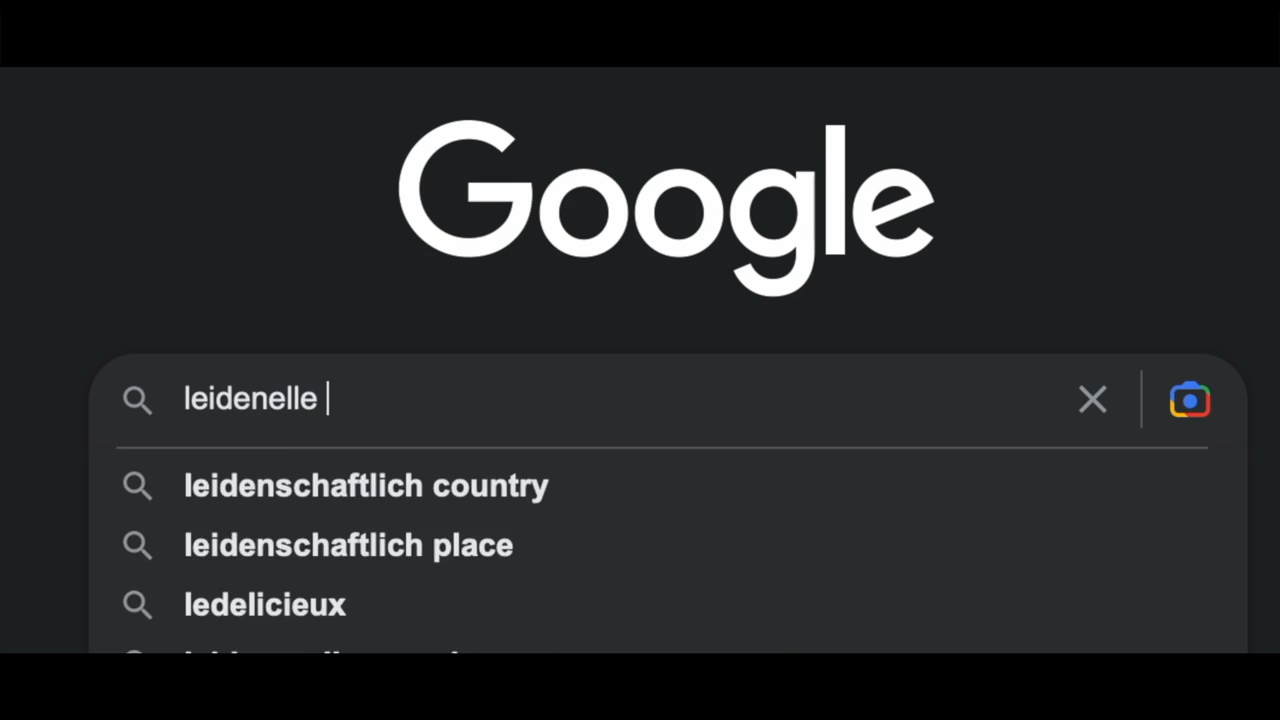 Google
leidenelle
leidenschaftlich country
leidenschaftlich place
ledelicieux